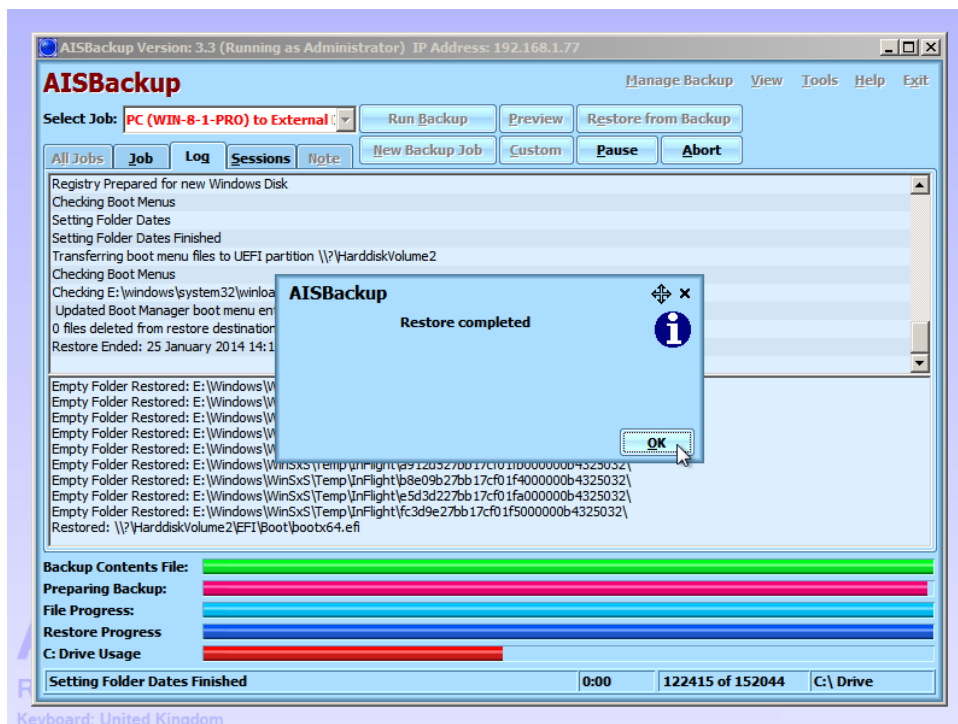 AISBackup Version: 3.3 (Running as Administrator) IP Address: 192.168.1.77
AISBackup
Manage Backup View Tools Help Exit
Select Job: PC (WIN-8-1-PRO) to External
Run Backup Preview Restore from Backup
New Backup Job Custom Pause Abort
All Jobs Job Log Sessions Note
Registry Prepared for new Windows Disk
Checking Boot Menus
Setting Folder Dates
Setting Folder Dates Finished
Transferring boot menu files to UEFI partition \\?\HarddiskVolume2
Checking Boot Menus
Checking E:\windows\system32\winloa
Updated Boot Manager boot menu en
0 files deleted from restore destination
Restore Ended: 25 January 2014 14:1
AISBackup
Restore completed
OK
Empty Folder Restored: E:\Windows\W
Empty Folder Restored: E:\Windows\W
Empty Folder Restored: E:\Windows\W
Empty Folder Restored: E:\Windows\W
Empty Folder Restored: E:\Windows\W
Empty Folder Restored: E:\Windows\WinSxS\Temp\InFlight\a912d527bb17cf01fb000000b4325032\
Empty Folder Restored: E:\Windows\WinSxS\Temp\InFlight\b8e09b27bb17cf01f4000000b4325032\
Empty Folder Restored: E:\Windows\WinSxS\Temp\InFlight\e5d3d227bb17cf01fa000000b4325032\
Empty Folder Restored: E:\Windows\WinSxS\Temp\InFlight\fc3d9e27bb17cf01f5000000b4325032\
Restored: \\?\HarddiskVolume2\EFI\Boot\bootx64.efi
Backup Contents File:
Preparing Backup:
File Progress:
Restore Progress
C: Drive Usage
Setting Folder Dates Finished 0:00 122415 of 152044 C:\ Drive
Keyboard: United Kingdom